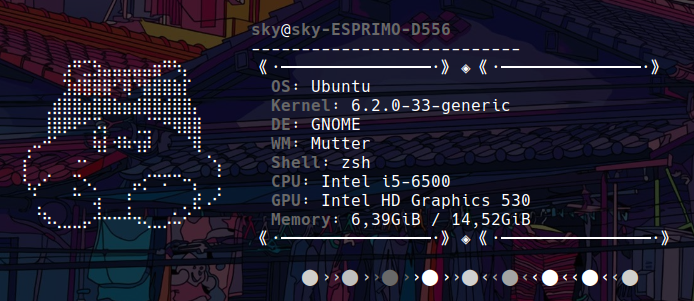 sky@sky-ESPRIMO-D556
---------------------------
⟪ ·───────────────·⟫ ◈ ⟪ ·───────────────·⟫
OS: Ubuntu
Kernel: 6.2.0-33-generic
DE: GNOME
WM: Mutter
Shell: zsh
CPU: Intel i5-6500
GPU: Intel HD Graphics 530
Memory: 6,39GiB / 14,52GiB
⟪ ·───────────────·⟫ ◈ ⟪ ·───────────────·⟫
● ›› ● ›› ● ›› ● ›› ● ‹‹ ● ‹‹ ● ‹‹ ● ‹‹ ●